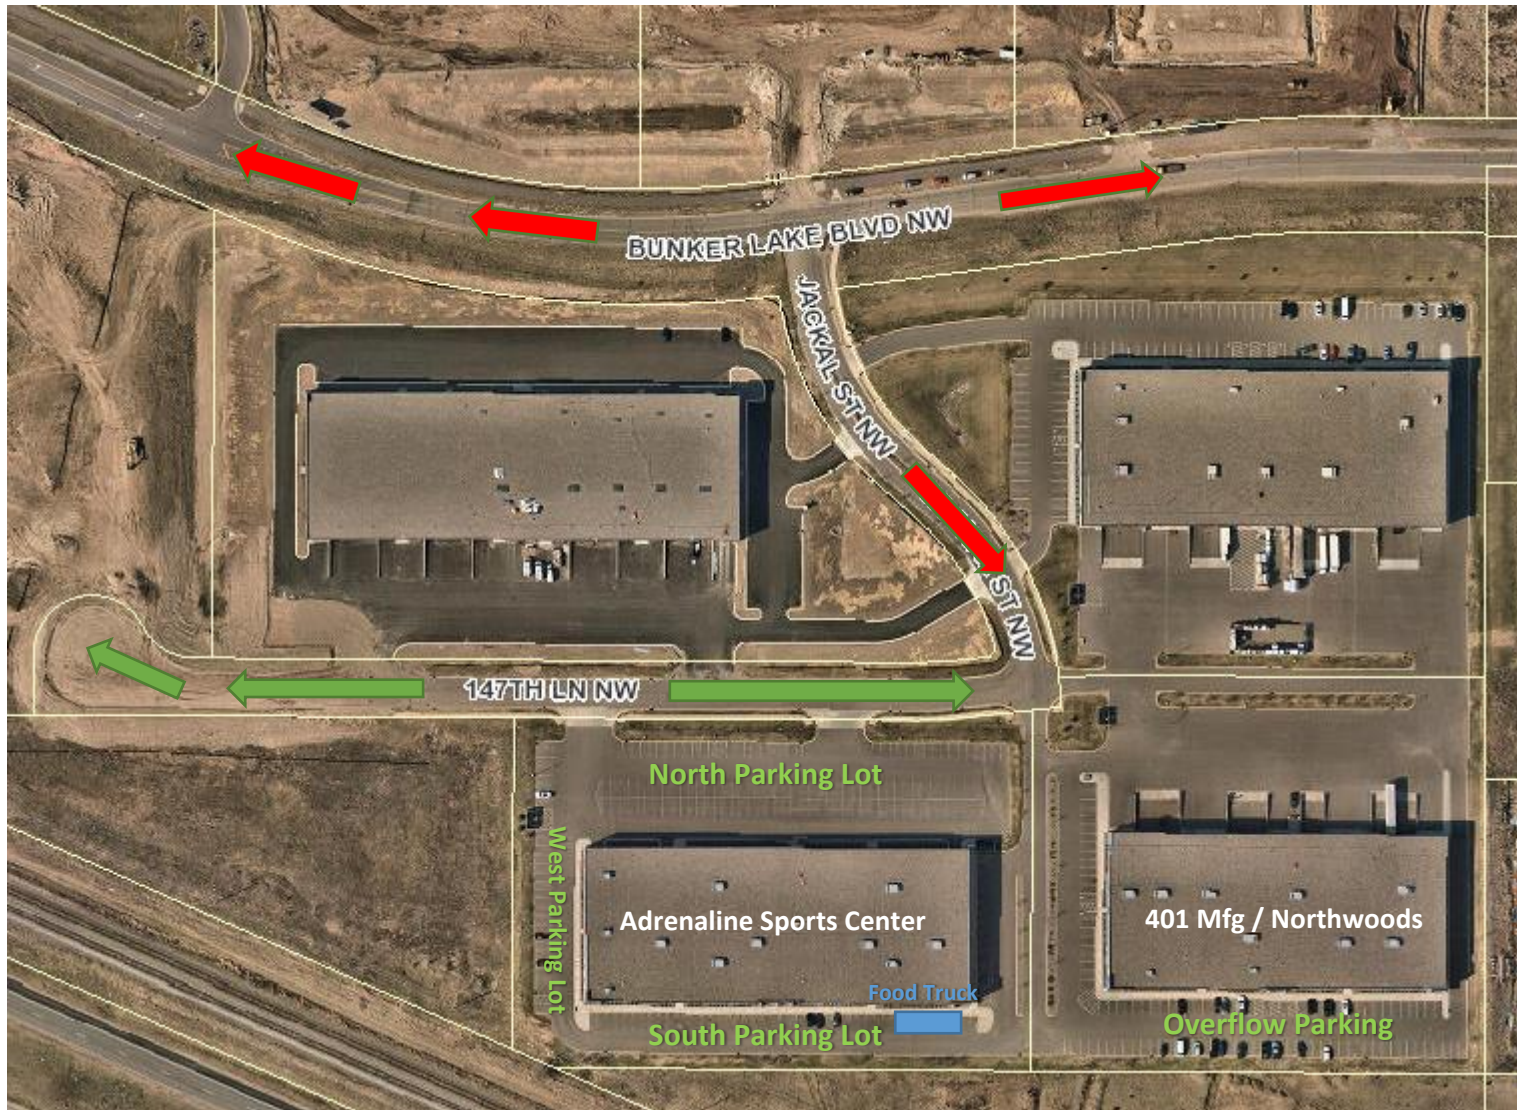 BUNKER LAKE BLVD NW
JACKAL ST NW
ST NW
147TH LN NW
North Parking Lot
West Parking Lot
Adrenaline Sports Center
401 Mfg / Northwoods
Food Truck
South Parking Lot
Overflow Parking